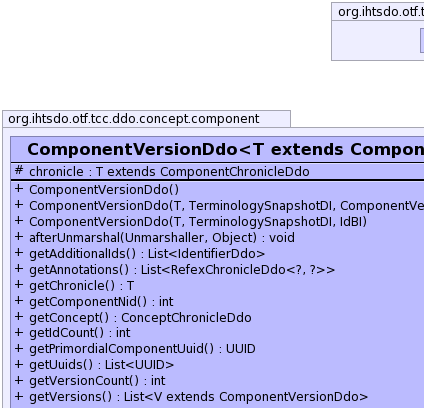 org.ihtsdo.otf.t
org.ihtsdo.otf.tcc.ddo.concept.component
ComponentVersionDdo<T extends Compon
# chronicle : T extends ComponentChronicleDdo
+ ComponentVersionDdo()
+ ComponentVersionDdo(T, TerminologySnapshotDI, ComponentVe
+ ComponentVersionDdo(T, TerminologySnapshotDI, IdBI)
+ afterUnmarshal(Unmarshaller, Object) : void
+ getAdditionalIds() : List<IdentifierDdo>
+ getAnnotations() : List<RefexChronicleDdo<?, ?>>
+ getChronicle() : T
+ getComponentNid() : int
+ getConcept() : ConceptChronicleDdo
+ getIdCount() : int
+ getPrimordialComponentUuid() : UUID
+ getUuids() : List<UUID>
+ getVersionCount() : int
+ getVersions() : List<V extends ComponentVersionDdo>